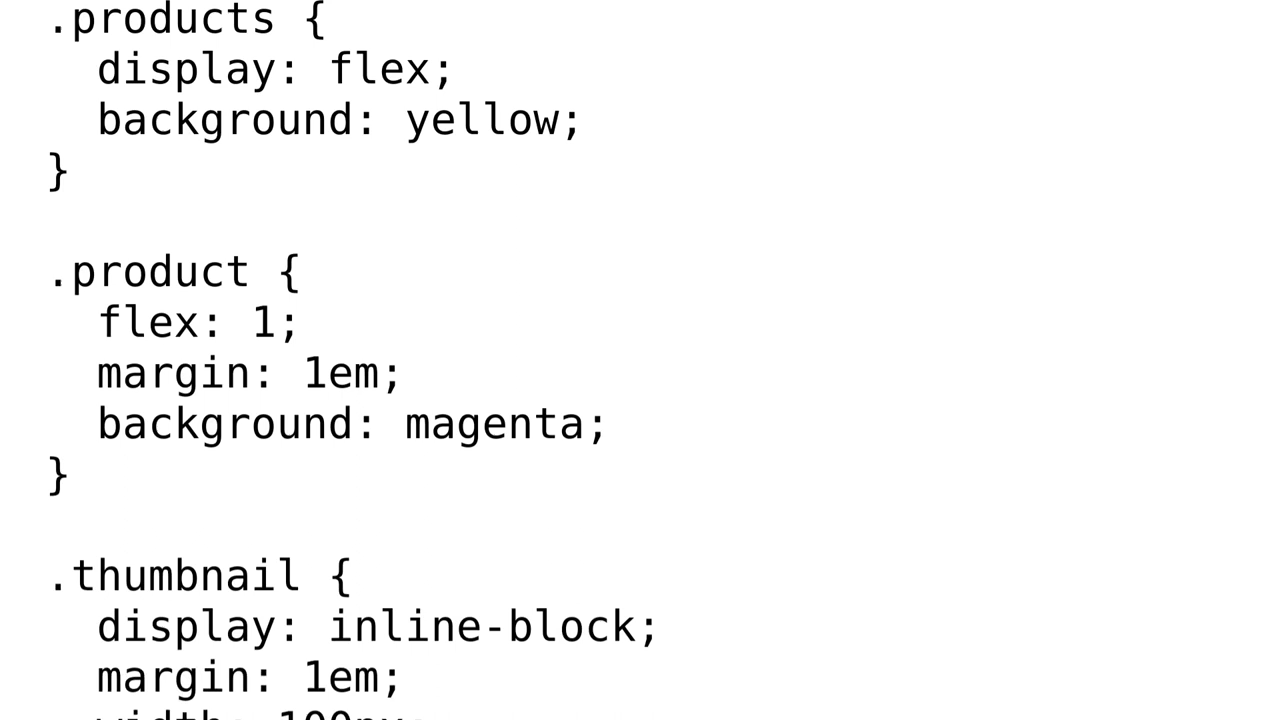 .products {
  display: flex;
  background: yellow;
}

.product {
  flex: 1;
  margin: 1em;
  background: magenta;
}

.thumbnail {
  display: inline-block;
  margin: 1em;